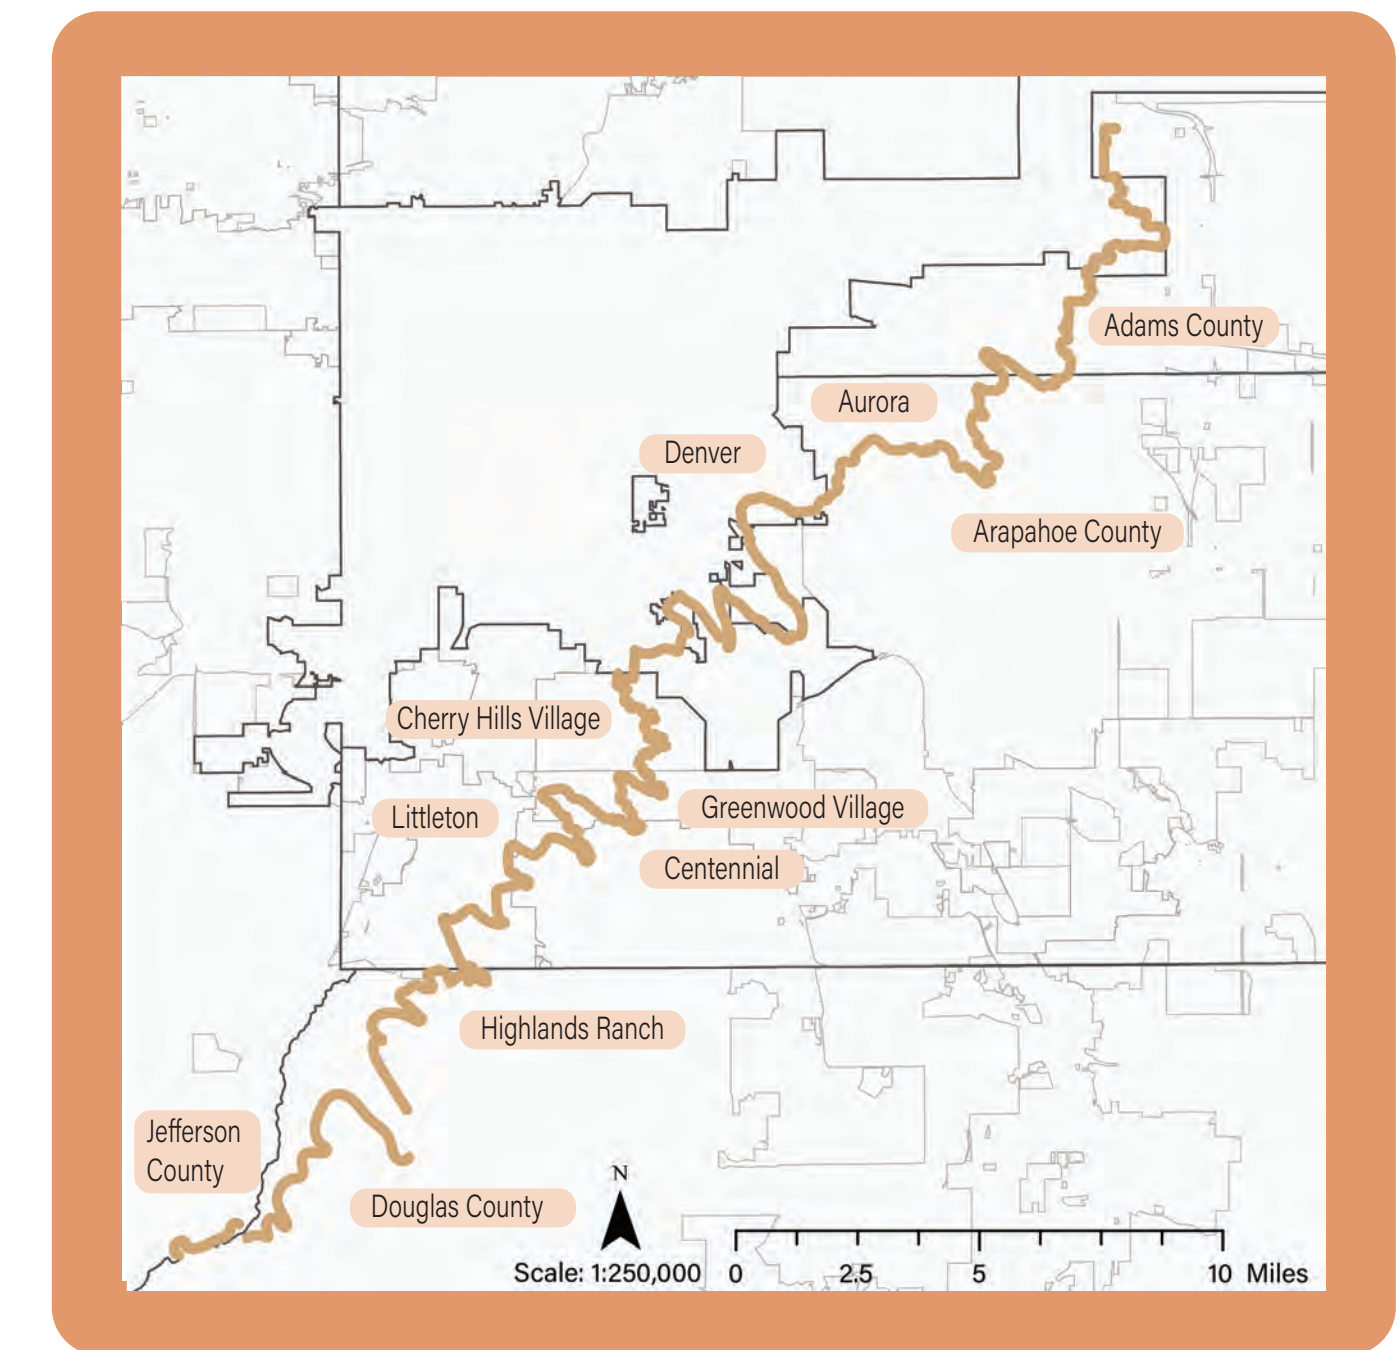 Adams County
Aurora
Denver
Arapahoe County
Cherry Hills Village
Greenwood Village
Littleton
Centennial
Highlands Ranch
Jefferson
County
Douglas County
N
Scale: 1:250,000 0 2.5 5 10 Miles